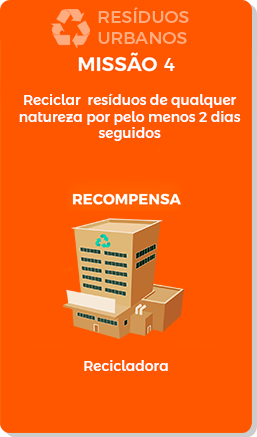 RESÍDUOS
URBANOS
MISSÃO 4
Reciclar resíduos de qualquer
natureza por pelo menos 2 dias
seguidos
RECOMPENSA
Recicladora